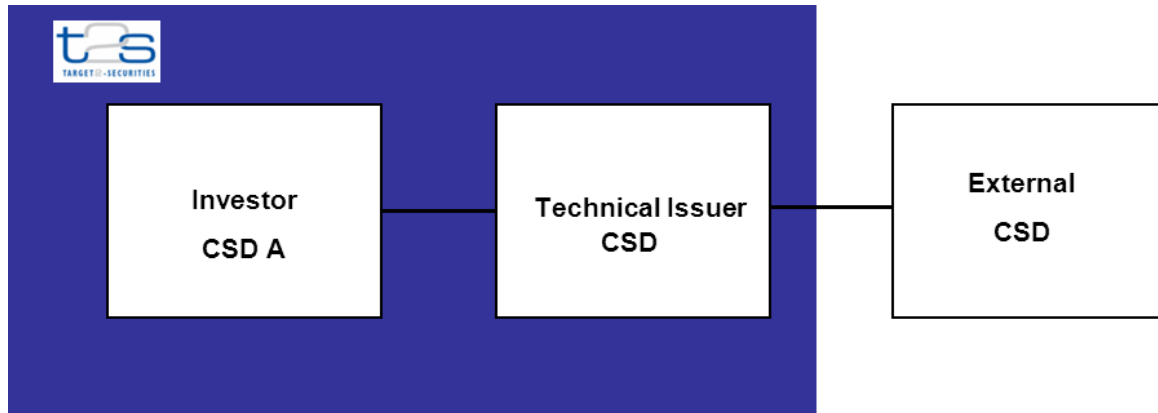 t2s
TARGET2-SECURITIES
Investor
CSD A
Technical Issuer
CSD
External
CSD